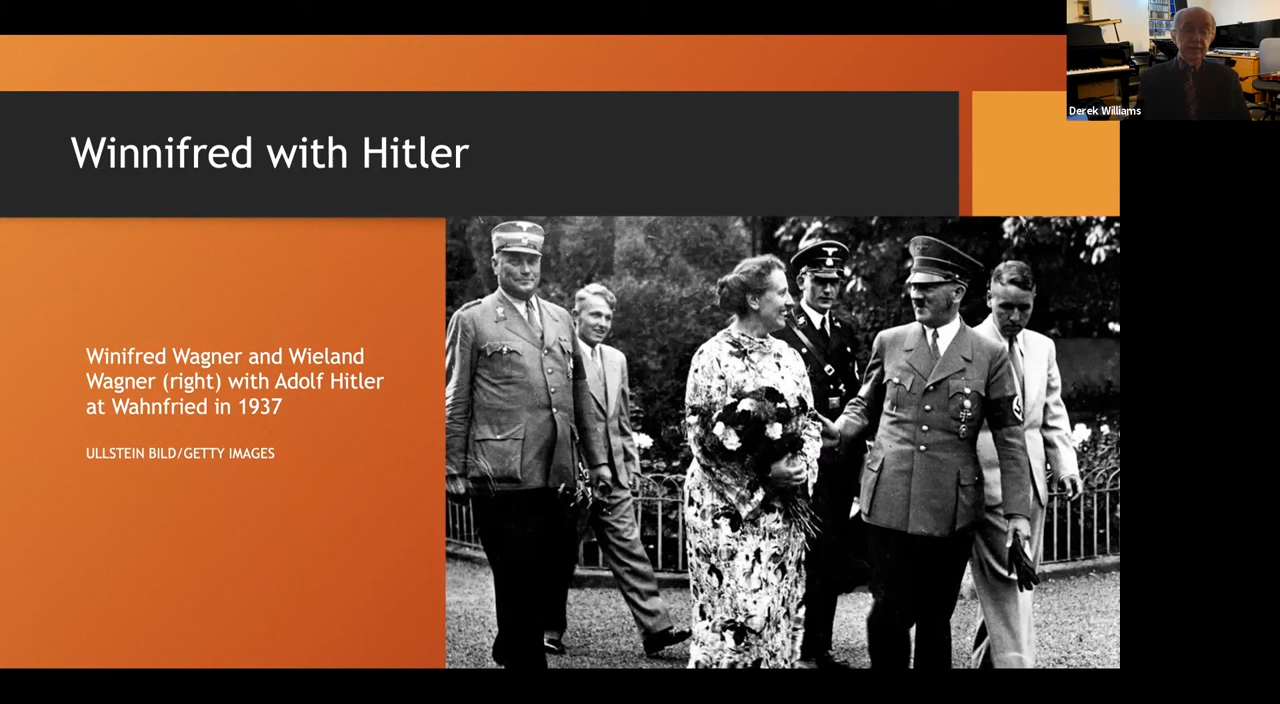 Winnifred with Hitler
Winifred Wagner and Wieland
Wagner (right) with Adolf Hitler
at Wahnfried in 1937
ULLSTEIN BILD/GETTY IMAGES
Derek Williams